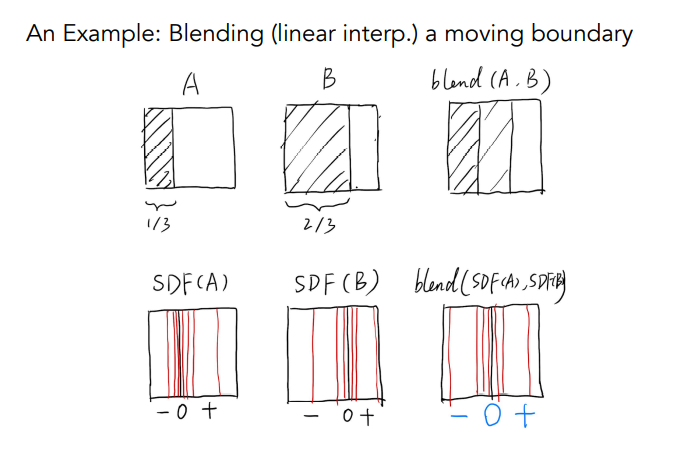 An Example: Blending (linear interp.) a moving boundary
A B blend (A, B)
1/3 2/3
SDF(A) SDF(B) blend(SDF(A), SDF(B))
- 0 + - 0 + - 0 +